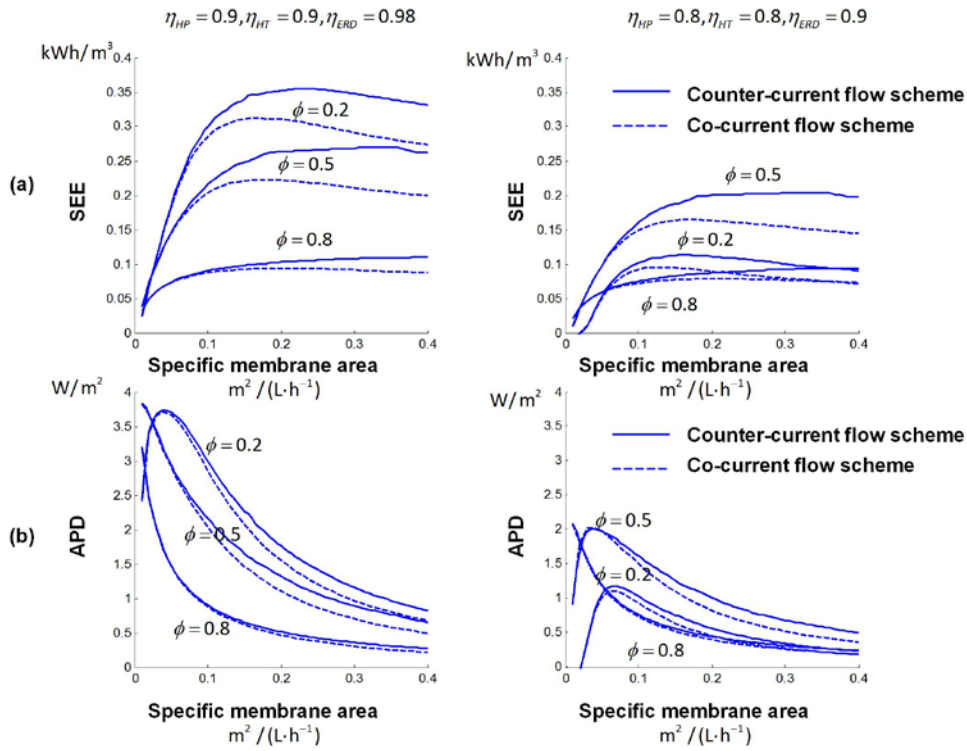 η_HP = 0.9, η_HT = 0.9, η_ERD = 0.98
η_HP = 0.8, η_HT = 0.8, η_ERD = 0.9
(a)
kWh/m³
0.4
0.35
0.3
0.25
0.2
0.15
0.1
0.05
0
SEE
ϕ = 0.2
ϕ = 0.5
ϕ = 0.8
0 0.1 0.2 0.3 0.4
Specific membrane area
m² / (L·h⁻¹)
kWh/m³
0.4
0.35
0.3
0.25
0.2
0.15
0.1
0.05
0
SEE
Counter-current flow scheme
Co-current flow scheme
ϕ = 0.5
ϕ = 0.2
ϕ = 0.8
0 0.1 0.2 0.3 0.4
Specific membrane area
m² / (L·h⁻¹)
(b)
W/m²
4
3.5
3
2.5
2
1.5
1
0.5
0
APD
ϕ = 0.2
ϕ = 0.5
ϕ = 0.8
0 0.1 0.2 0.3 0.4
Specific membrane area
m² / (L·h⁻¹)
W/m²
4
3.5
3
2.5
2
1.5
1
0.5
0
APD
Counter-current flow scheme
Co-current flow scheme
ϕ = 0.5
ϕ = 0.2
ϕ = 0.8
0 0.1 0.2 0.3 0.4
Specific membrane area
m² / (L·h⁻¹)